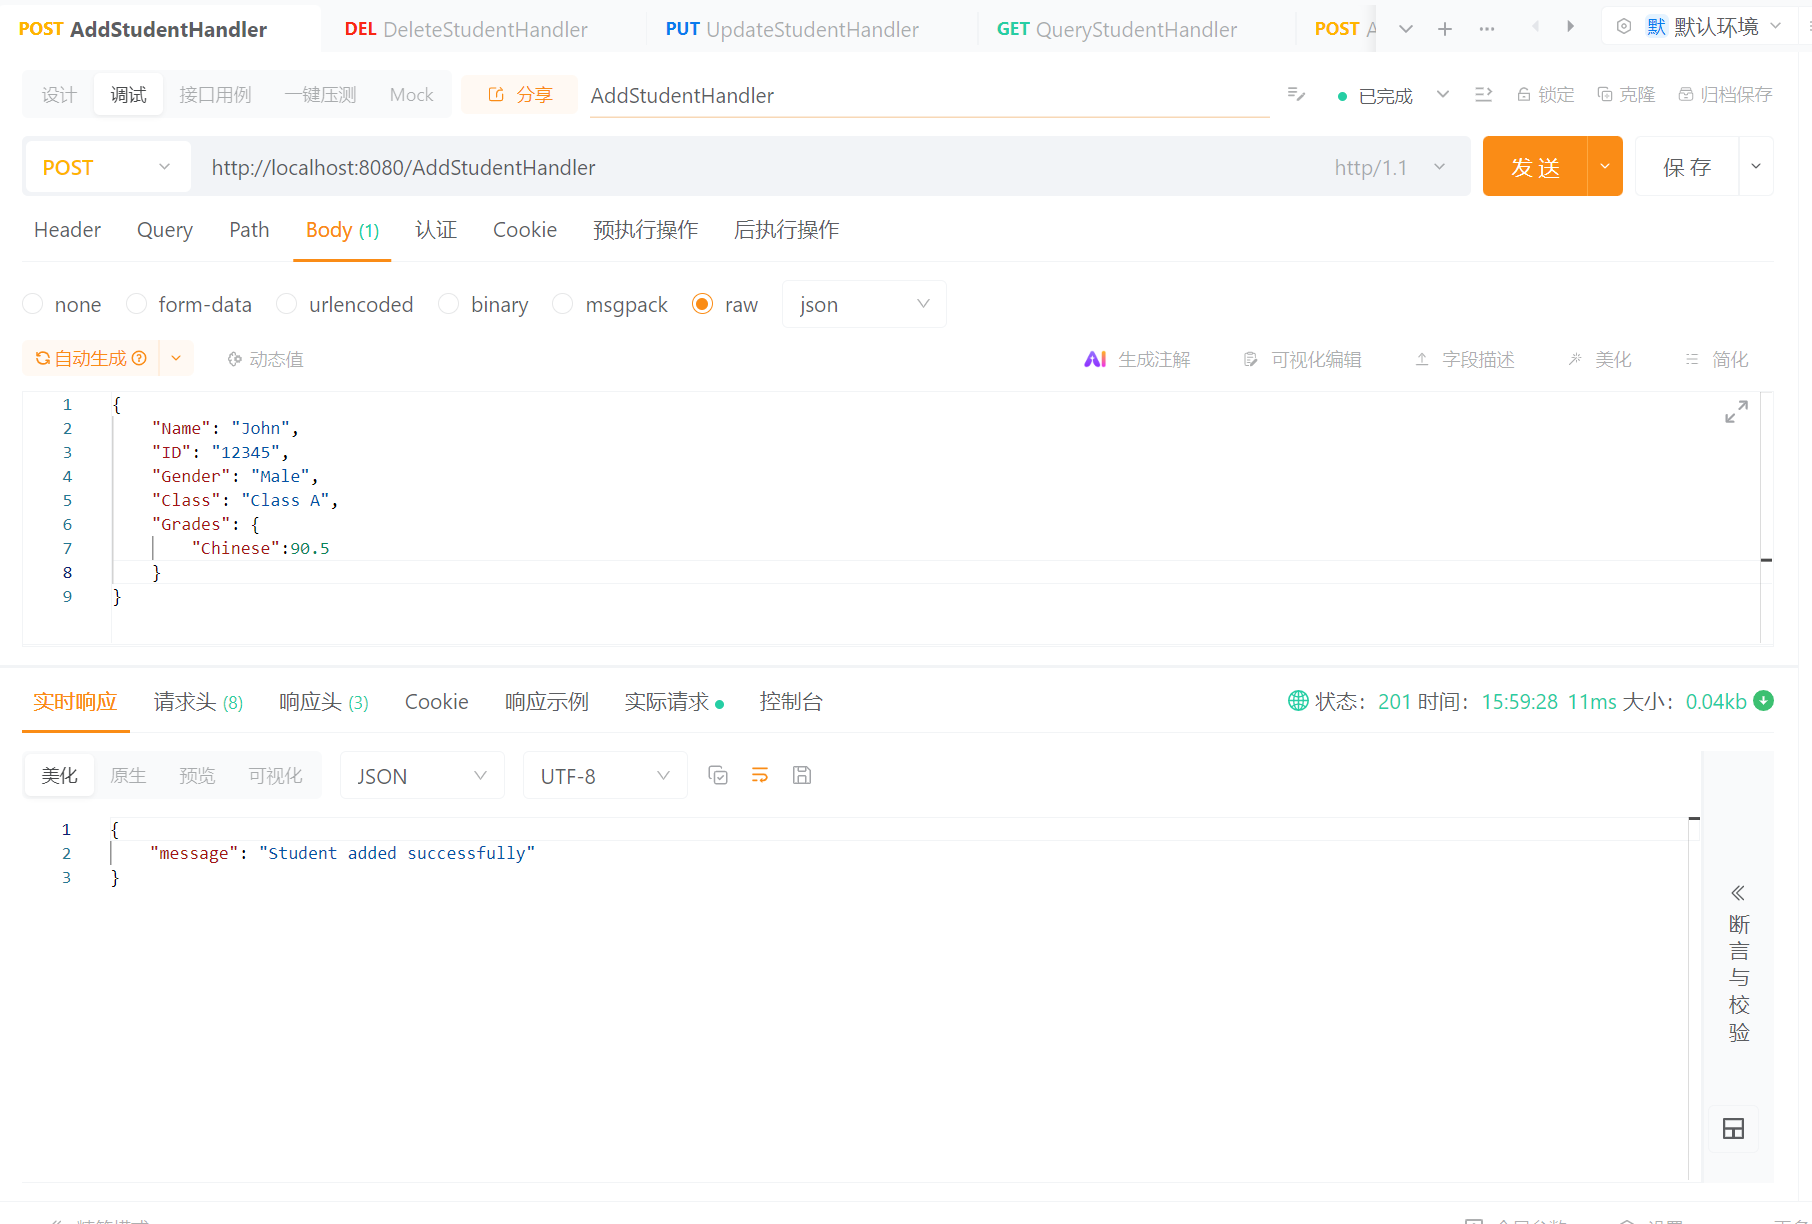 POST AddStudentHandler DEL DeleteStudentHandler PUT UpdateStudentHandler GET QueryStudentHandler POST 默 默认环境
设计 调试 接口用例 一键压测 Mock 分享 AddStudentHandler 已完成 锁定 克隆 归档保存
POST http://localhost:8080/AddStudentHandler http/1.1 发送 保存
Header Query Path Body (1) 认证 Cookie 预执行操作 后执行操作
none form-data urlencoded binary msgpack raw json
自动生成 动态值 AI 生成注解 可视化编辑 字段描述 美化 简化
1 {
2 "Name": "John",
3 "ID": "12345",
4 "Gender": "Male",
5 "Class": "Class A",
6 "Grades": {
7 "Chinese":90.5
8 }
9 }
实时响应 请求头 (8) 响应头 (3) Cookie 响应示例 实际请求 控制台 状态: 201 时间: 15:59:28 11ms 大小: 0.04kb
美化 原生 预览 可视化 JSON UTF-8
1 {
2 "message": "Student added successfully"
3 }
断言与校验